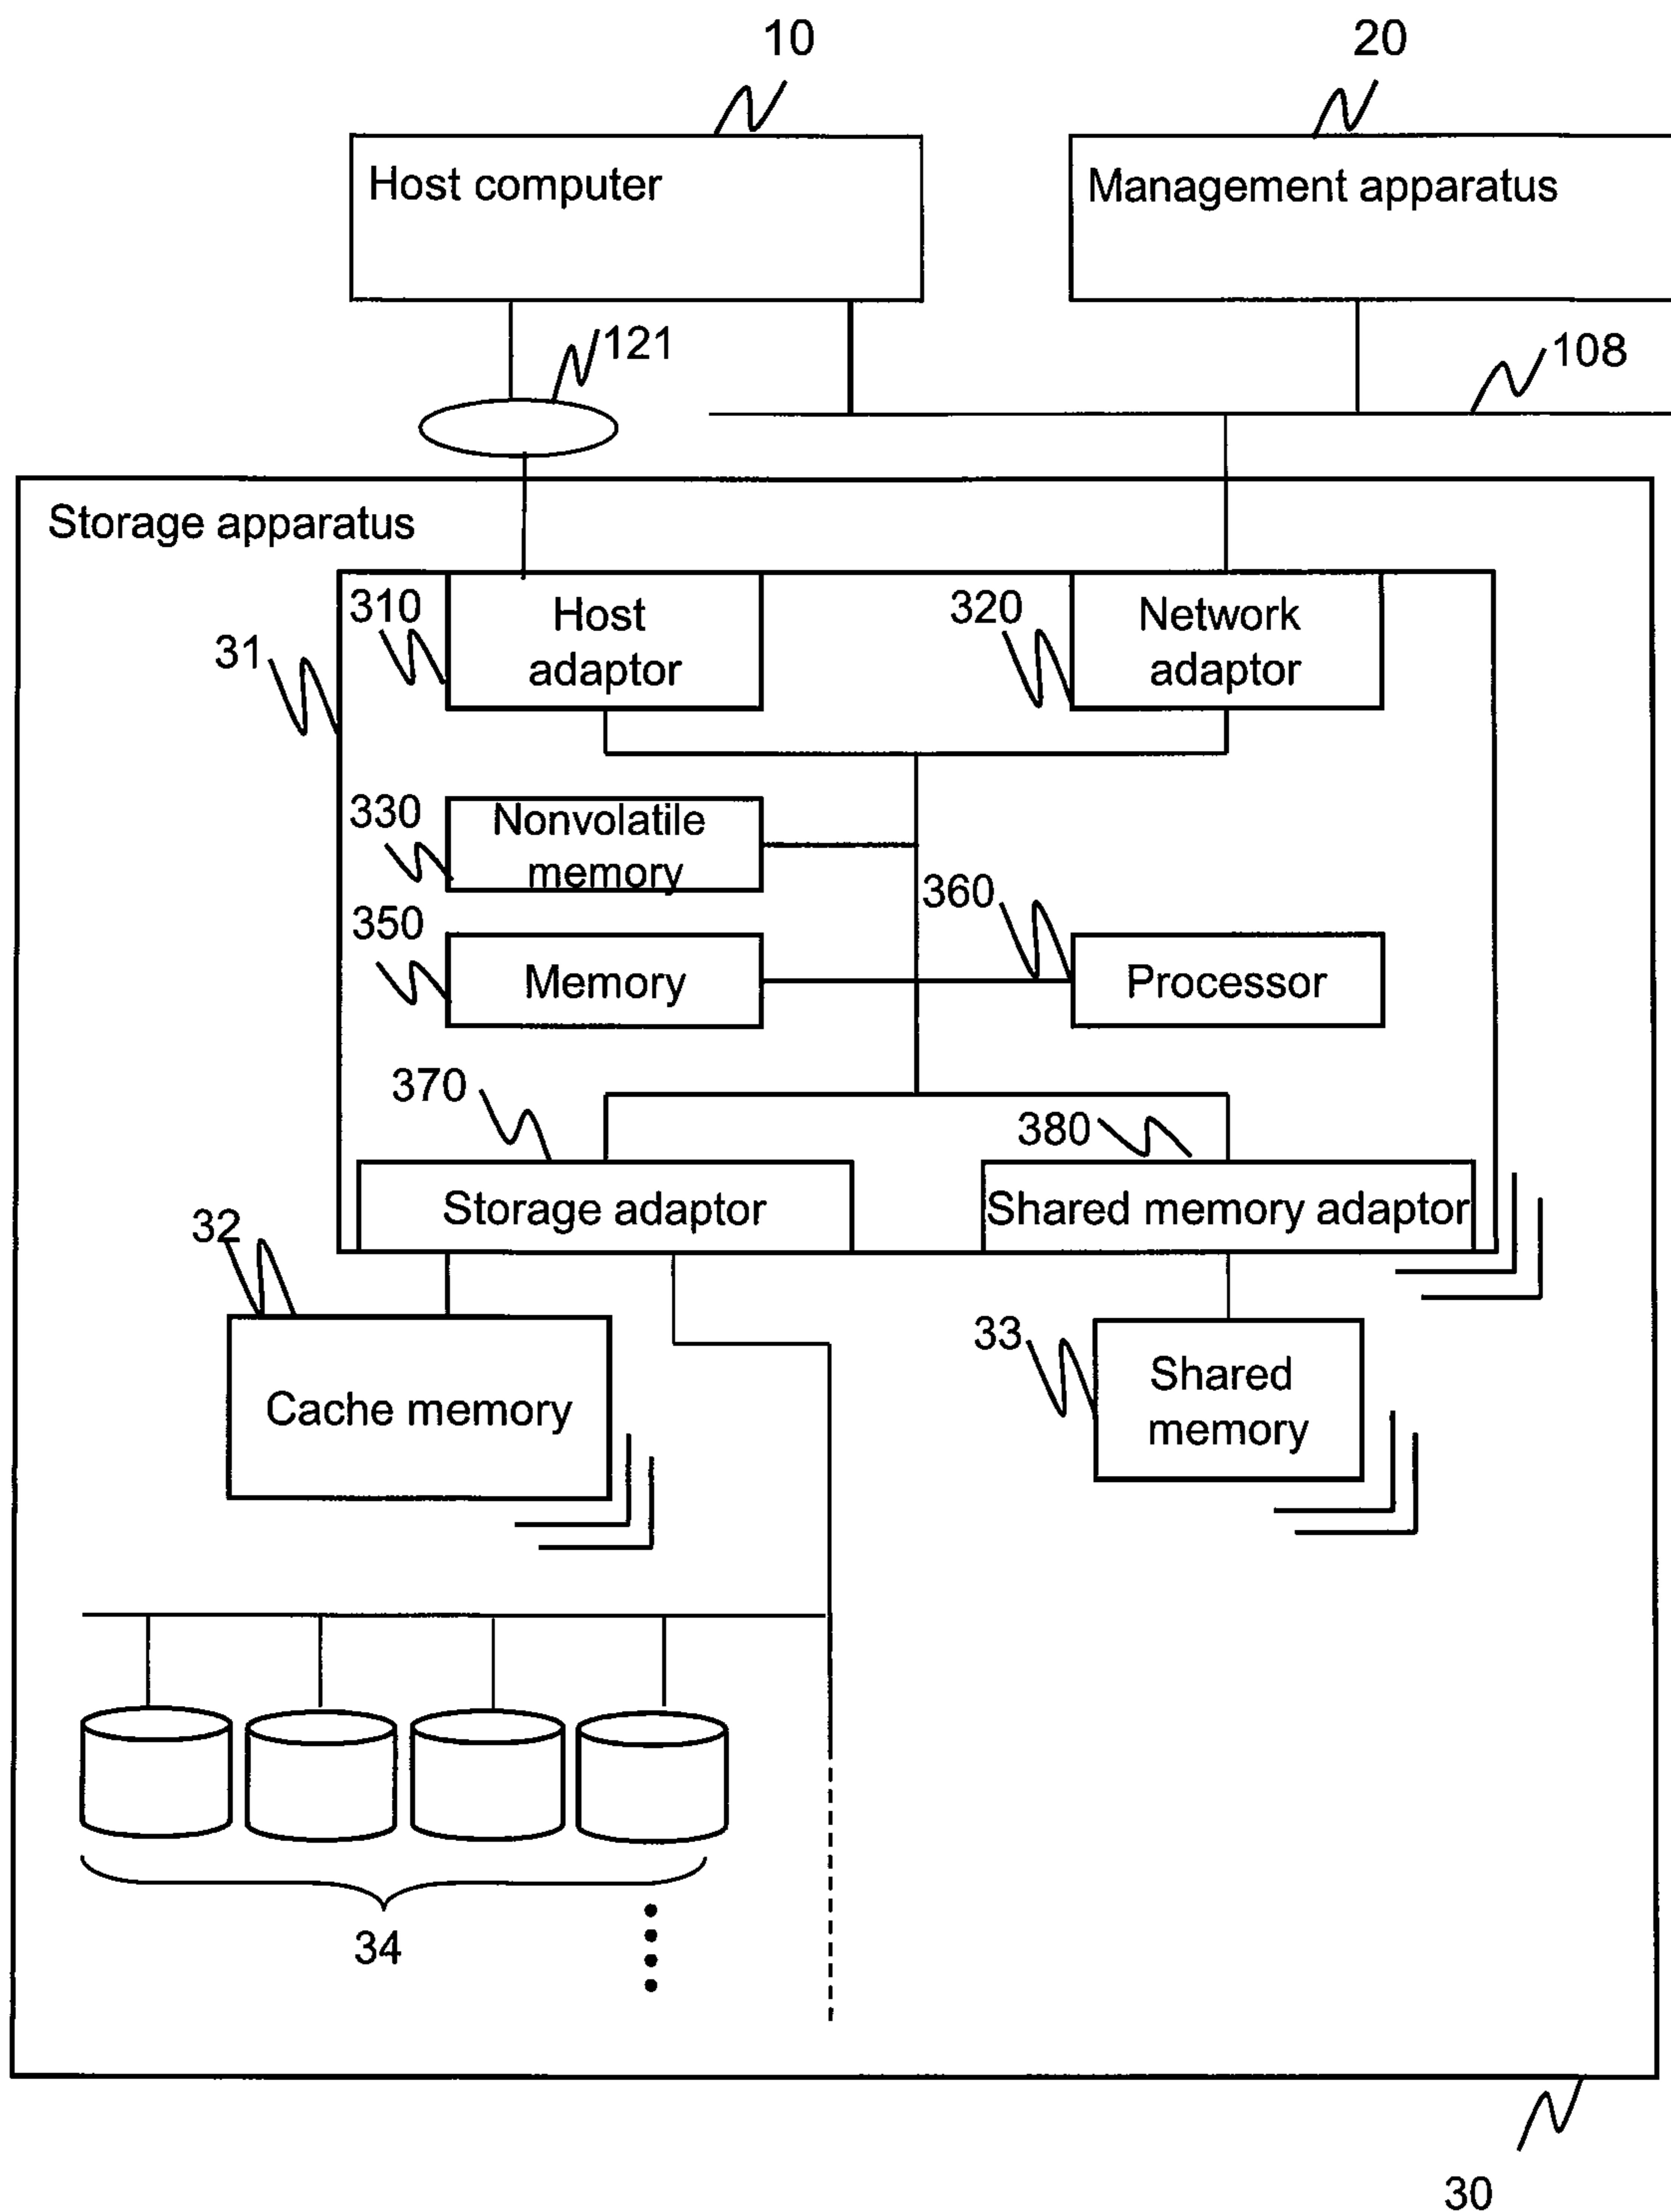 10
20
Host computer
Management apparatus
121
108
Storage apparatus
310
Host
adaptor
320
Network
adaptor
31
330
Nonvolatile
memory
360
350
Memory
Processor
370
380
Storage adaptor
Shared memory adaptor
32
33
Cache memory
Shared
memory
34
30